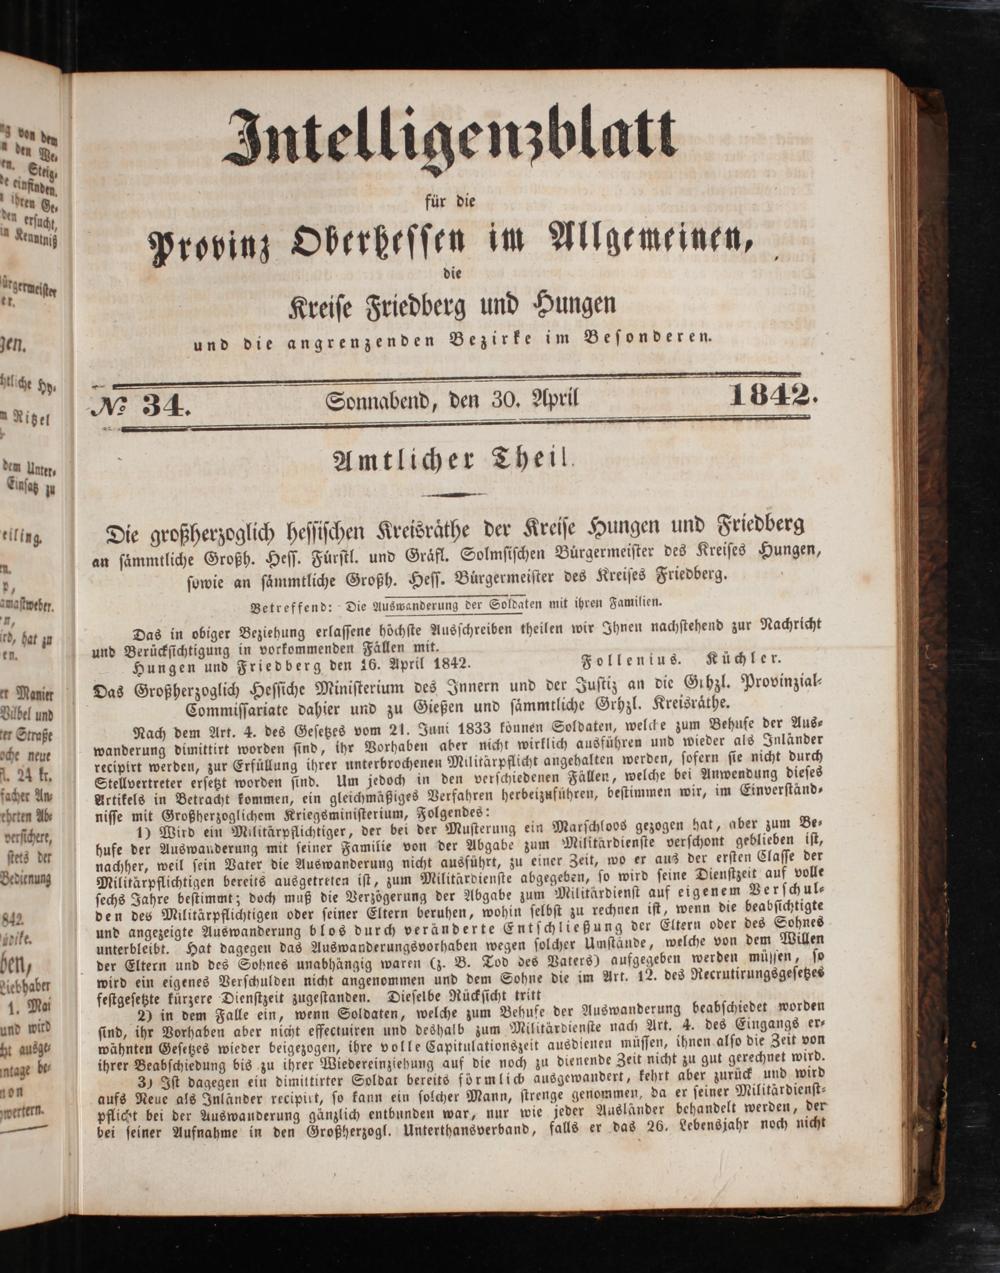 Intelligenzblatt
für die
Provinz Oberhessen im Allgemeinen,
die
Kreise Friedberg und Hungen
und die angrenzenden Bezirke im Besonderen.
№ 34. Sonnabend, den 30. April 1842.
Amtlicher Theil.
Die großherzoglich hessischen Kreisräthe der Kreise Hungen und Friedberg
an sämmtliche Großh. Hess. Fürstl. und Gräfl. Solmsischen Bürgermeister des Kreises Hungen,
sowie an sämmtliche Großh. Hess. Bürgermeister des Kreises Friedberg.
Betreffend: Die Auswanderung der Soldaten mit ihren Familien.
Das in obiger Beziehung erlassene höchste Ausschreiben theilen wir Ihnen nachstehend zur Nachricht
und Berücksichtigung in vorkommenden Fällen mit.
Hungen und Friedberg den 16. April 1842. Follenius. Küchler.
Das Großherzoglich Hessiche Ministerium des Innern und der Justiz an die Grhzl. Provinzial-
Commissariate dahier und zu Gießen und sämmtliche Grhzl. Kreisräthe.
Nach dem Art. 4. des Gesetzes vom 21. Juni 1833 können Soldaten, welche zum Behufe der Aus-
wanderung dimittirt worden sind, ihr Vorhaben aber nicht wirklich ausführen und wieder als Inländer
recipirt werden, zur Erfüllung ihrer unterbrochenen Militärpflicht angehalten werden, sofern sie nicht durch
Stellvertreter ersetzt worden sind. Um jedoch in den verschiedenen Fällen, welche bei Anwendung dieses
Artikels in Betracht kommen, ein gleichmäßiges Verfahren herbeizuführen, bestimmen wir, im Einverständ-
nisse mit Großherzoglichem Kriegsministerium, Folgendes:
1) Wird ein Militärpflichtiger, der bei der Musterung ein Marschloos gezogen hat, aber zum Be-
hufe der Auswanderung mit seiner Familie von der Abgabe zum Militärdienste verschont geblieben ist,
nachher, weil sein Vater die Auswanderung nicht ausführt, zu einer Zeit, wo er aus der ersten Classe der
Militärpflichtigen bereits ausgetreten ist, zum Militärdienste abgegeben, so wird seine Dienstzeit auf volle
sechs Jahre bestimmt; doch muß die Verzögerung der Abgabe zum Militärdienst auf eigenem Verschul-
den des Militärpflichtigen oder seiner Eltern beruhen, wohin selbst zu rechnen ist, wenn die beabsichtigte
und angezeigte Auswanderung blos durch veränderte Entschließung der Eltern oder des Sohnes
unterbleibt. Hat dagegen das Auswanderungsvorhaben wegen solcher Umstände, welche von dem Willen
der Eltern und des Sohnes unabhängig waren (z. B. Tod des Vaters) aufgegeben werden müssen, so
wird ein eigenes Verschulden nicht angenommen und dem Sohne die im Art. 12. des Recrutirungsgesetzes
festgesetzte kürzere Dienstzeit zugestanden. Dieselbe Rücksicht tritt
2) in dem Falle ein, wenn Soldaten, welche zum Behufe der Auswanderung beabschiedet worden
sind, ihr Vorhaben aber nicht effectuiren und deshalb zum Militärdienste nach Art. 4. des Eingangs er-
wähnten Gesetzes wieder beigezogen, ihre volle Capitulationszeit ausdienen müssen, ihnen also die Zeit von
ihrer Beabschiedung bis zu ihrer Wiedereinziehung auf die noch zu dienende Zeit nicht zu gut gerechnet wird.
3) Ist dagegen ein dimittirter Soldat bereits förmlich ausgewandert, kehrt aber zurück und wird
aufs Neue als Inländer recipirt, so kann ein solcher Mann, strenge genommen, da er seiner Militärdienst-
pflicht bei der Auswanderung gänzlich entbunden war, nur wie jeder Ausländer behandelt werden, der
bei seiner Aufnahme in den Großherzogl. Unterthansverband, falls er das 26. Lebensjahr noch nicht